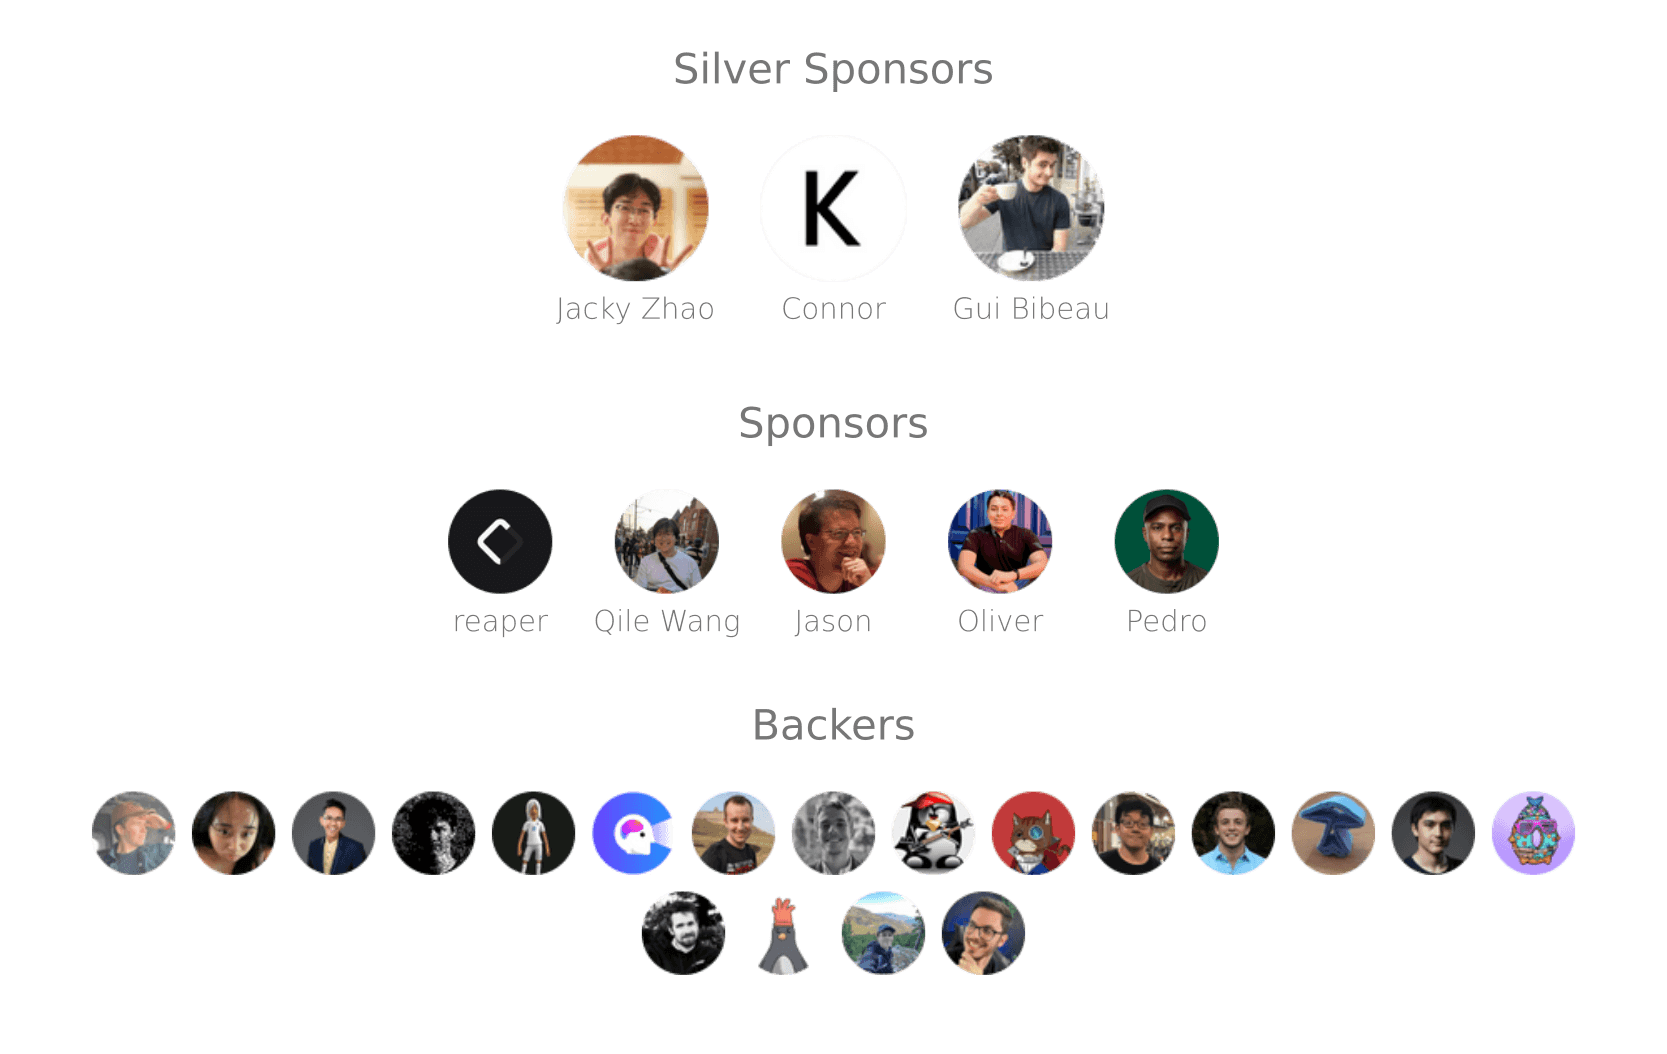 Silver Sponsors
K
Jacky Zhao Connor Gui Bibeau
Sponsors
reaper Qile Wang Jason Oliver Pedro
Backers